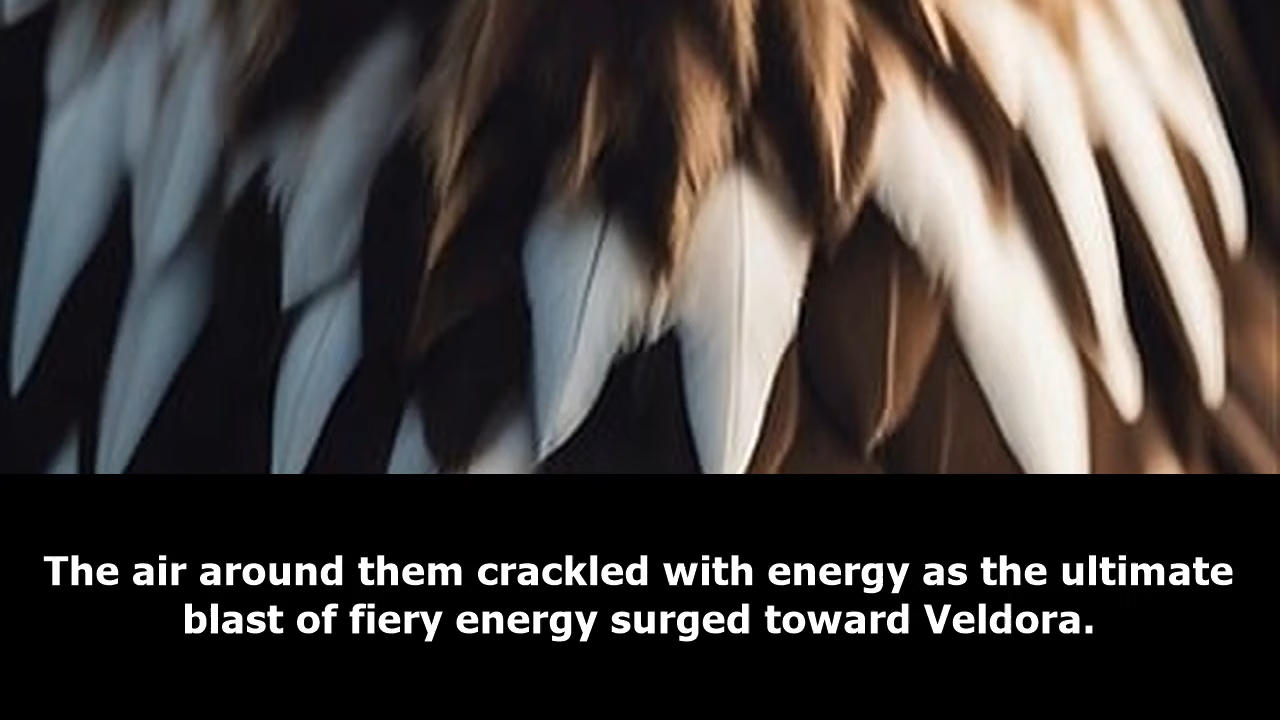 The air around them crackled with energy as the ultimate
blast of fiery energy surged toward Veldora.